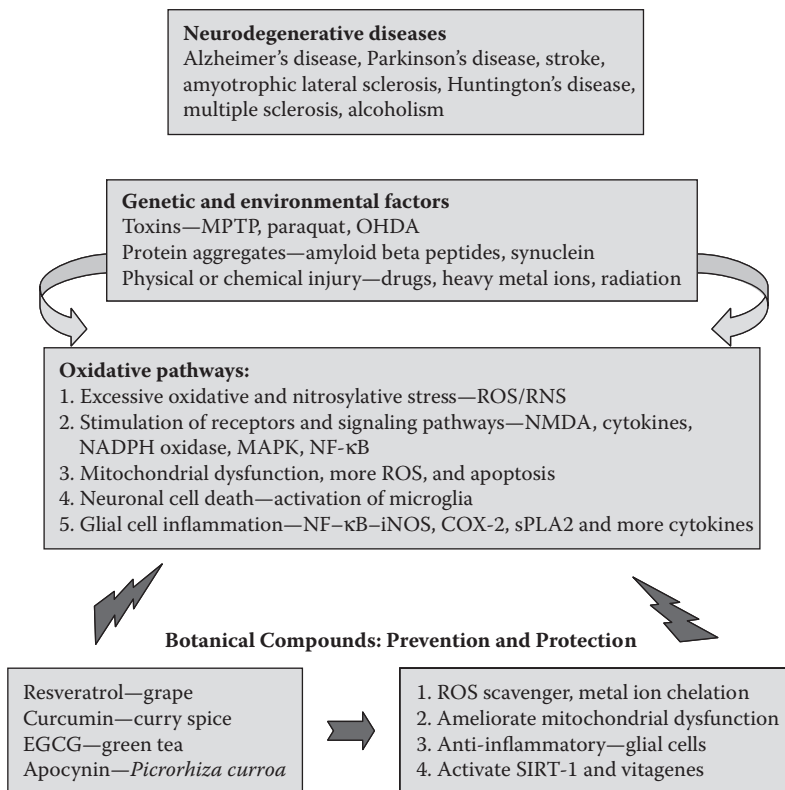 Neurodegenerative diseases
Alzheimer’s disease, Parkinson’s disease, stroke,
amyotrophic lateral sclerosis, Huntington’s disease,
multiple sclerosis, alcoholism
Genetic and environmental factors
Toxins—MPTP, paraquat, OHDA
Protein aggregates—amyloid beta peptides, synuclein
Physical or chemical injury—drugs, heavy metal ions, radiation
Oxidative pathways:
1. Excessive oxidative and nitrosylative stress—ROS/RNS
2. Stimulation of receptors and signaling pathways—NMDA, cytokines,
NADPH oxidase, MAPK, NF-κB
3. Mitochondrial dysfunction, more ROS, and apoptosis
4. Neuronal cell death—activation of microglia
5. Glial cell inflammation—NF–κB–iNOS, COX-2, sPLA2 and more cytokines
Botanical Compounds: Prevention and Protection
Resveratrol—grape
Curcumin—curry spice
EGCG—green tea
Apocynin—Picrorhiza curroa
1. ROS scavenger, metal ion chelation
2. Ameliorate mitochondrial dysfunction
3. Anti-inflammatory—glial cells
4. Activate SIRT-1 and vitagenes